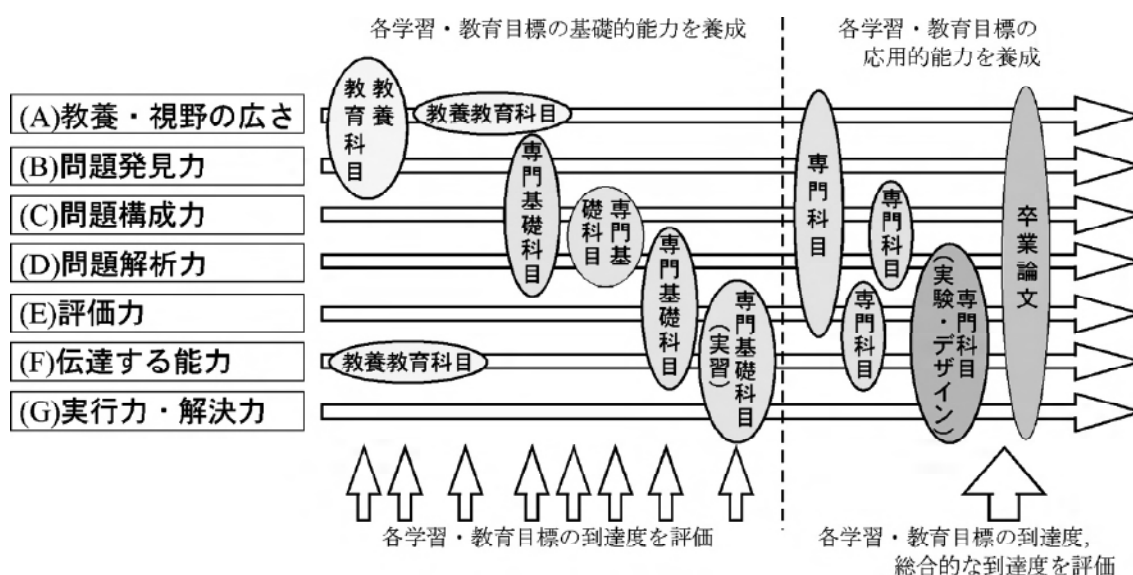 各学習・教育目標の基礎的能力を養成
各学習・教育目標の
応用的能力を養成
(A)教養・視野の広さ
(B)問題発見力
(C)問題構成力
(D)問題解析力
(E)評価力
(F)伝達する能力
(G)実行力・解決力
教養
教育科目
教養教育科目
教養教育科目
専門基礎科目
専門基
礎科目
専門基礎科目
専門基礎科目
(実習)
専門科目
専門科目
専門科目
専門科目
(実験・デザイン)
卒業論文
各学習・教育目標の到達度を評価
各学習・教育目標の到達度,
総合的な到達度を評価